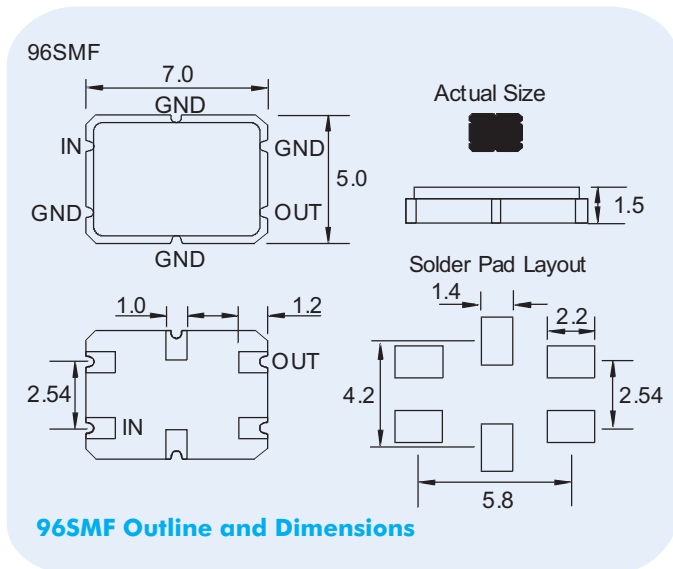 96SMF
7.0
GND
IN
GND
5.0
GND
OUT
GND
Actual Size
1.5
Solder Pad Layout
1.0
1.2
OUT
2.54
IN
1.4
2.2
4.2
2.54
5.8
96SMF Outline and Dimensions